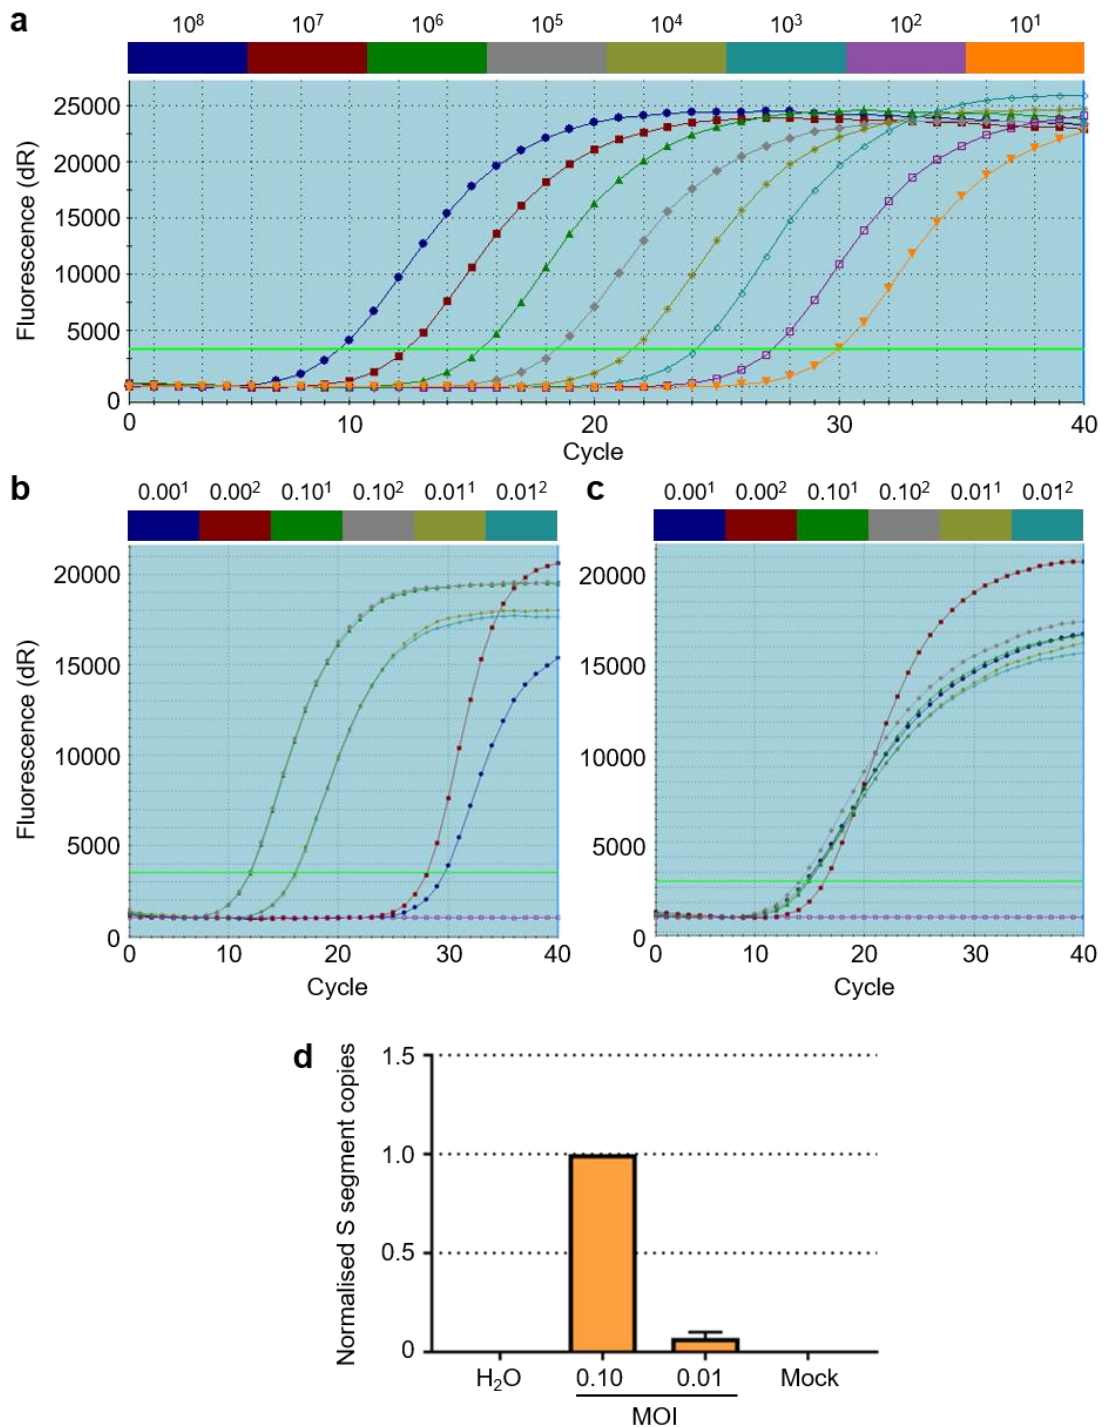 a
10⁸ 10⁷ 10⁶ 10⁵ 10⁴ 10³ 10² 10¹
Fluorescence (dR)
25000
20000
15000
10000
5000
0
0 10 20 30 40
Cycle
b
0.00¹ 0.00² 0.10¹ 0.10² 0.01¹ 0.01²
Fluorescence (dR)
20000
15000
10000
5000
0
0 10 20 30 40
Cycle
c
0.00¹ 0.00² 0.10¹ 0.10² 0.01¹ 0.01²
20000
15000
10000
5000
0
0 10 20 30 40
Cycle
d
Normalised S segment copies
1.5
1.0
0.5
0
H₂O 0.10 0.01 Mock
MOI